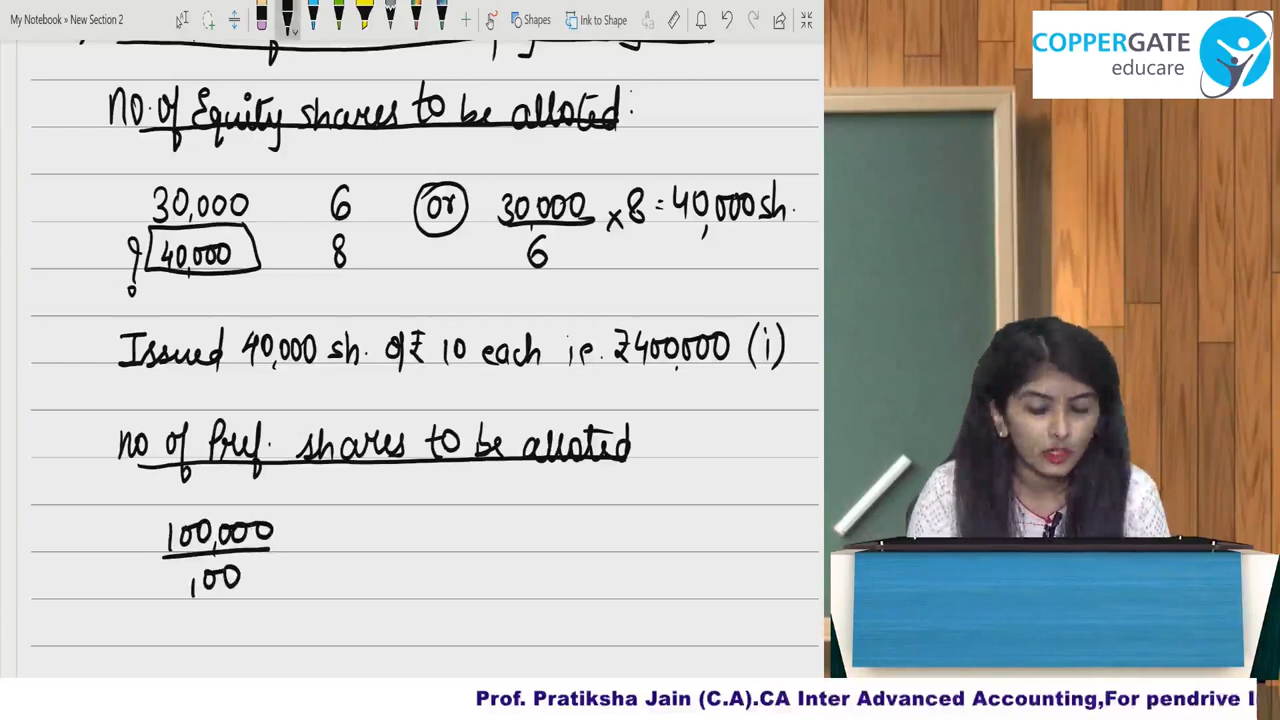 My Notebook » New Section 2
Shapes
Ink to Shape
COPPERGATE
educare
No. of Equity shares to be alloted:
30,000 6 Or 30,000 × 8 = 40,000 sh.
6
? 40,000 8
Issued 40,000 sh. of ₹ 10 each i.e. ₹ 400,000 (i)
no of Pref. shares to be alloted
100,000
100
Prof. Pratiksha Jain (C.A).CA Inter Advanced Accounting,For pendrive